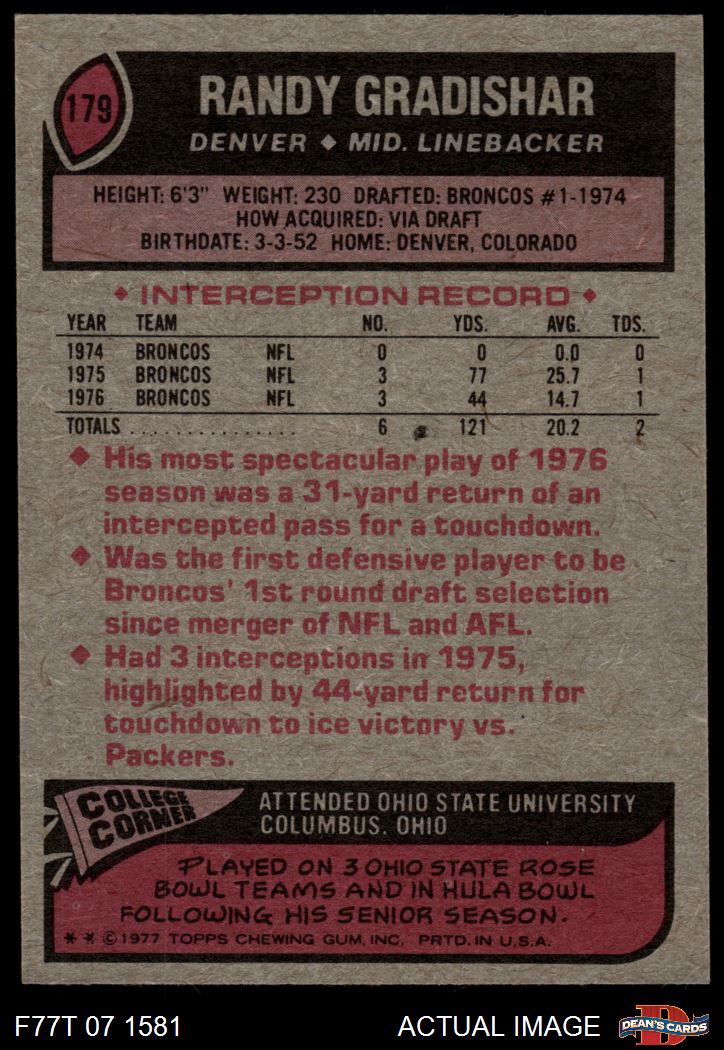 179
RANDY GRADISHAR
DENVER ◆ MID. LINEBACKER
HEIGHT: 6'3" WEIGHT: 230 DRAFTED: BRONCOS #1-1974
HOW ACQUIRED: VIA DRAFT
BIRTHDATE: 3-3-52 HOME: DENVER, COLORADO
◆ INTERCEPTION RECORD ◆
YEAR TEAM NO. YDS. AVG. TDS.
1974 BRONCOS NFL 0 0 0.0 0
1975 BRONCOS NFL 3 77 25.7 1
1976 BRONCOS NFL 3 44 14.7 1
TOTALS . . . . . . . . . . . . . . . 6 121 20.2 2
◆ His most spectacular play of 1976
season was a 31-yard return of an
intercepted pass for a touchdown.
◆ Was the first defensive player to be
Broncos' 1st round draft selection
since merger of NFL and AFL.
◆ Had 3 interceptions in 1975,
highlighted by 44-yard return for
touchdown to ice victory vs.
Packers.
COLLEGE
CORNER
ATTENDED OHIO STATE UNIVERSITY
COLUMBUS, OHIO
PLAYED ON 3 OHIO STATE ROSE
BOWL TEAMS AND IN HULA BOWL
FOLLOWING HIS SENIOR SEASON.
* * © 1977 TOPPS CHEWING GUM, INC. PRTD. IN U.S.A.
F77T 07 1581 ACTUAL IMAGE
D
DEAN'S CARDS